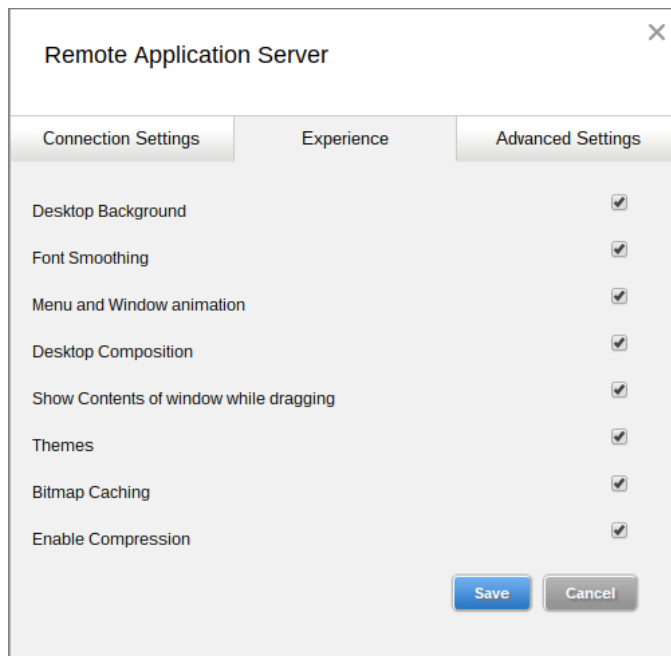 Remote Application Server
Connection Settings
Experience
Advanced Settings
Desktop Background
Font Smoothing
Menu and Window animation
Desktop Composition
Show Contents of window while dragging
Themes
Bitmap Caching
Enable Compression
Save
Cancel